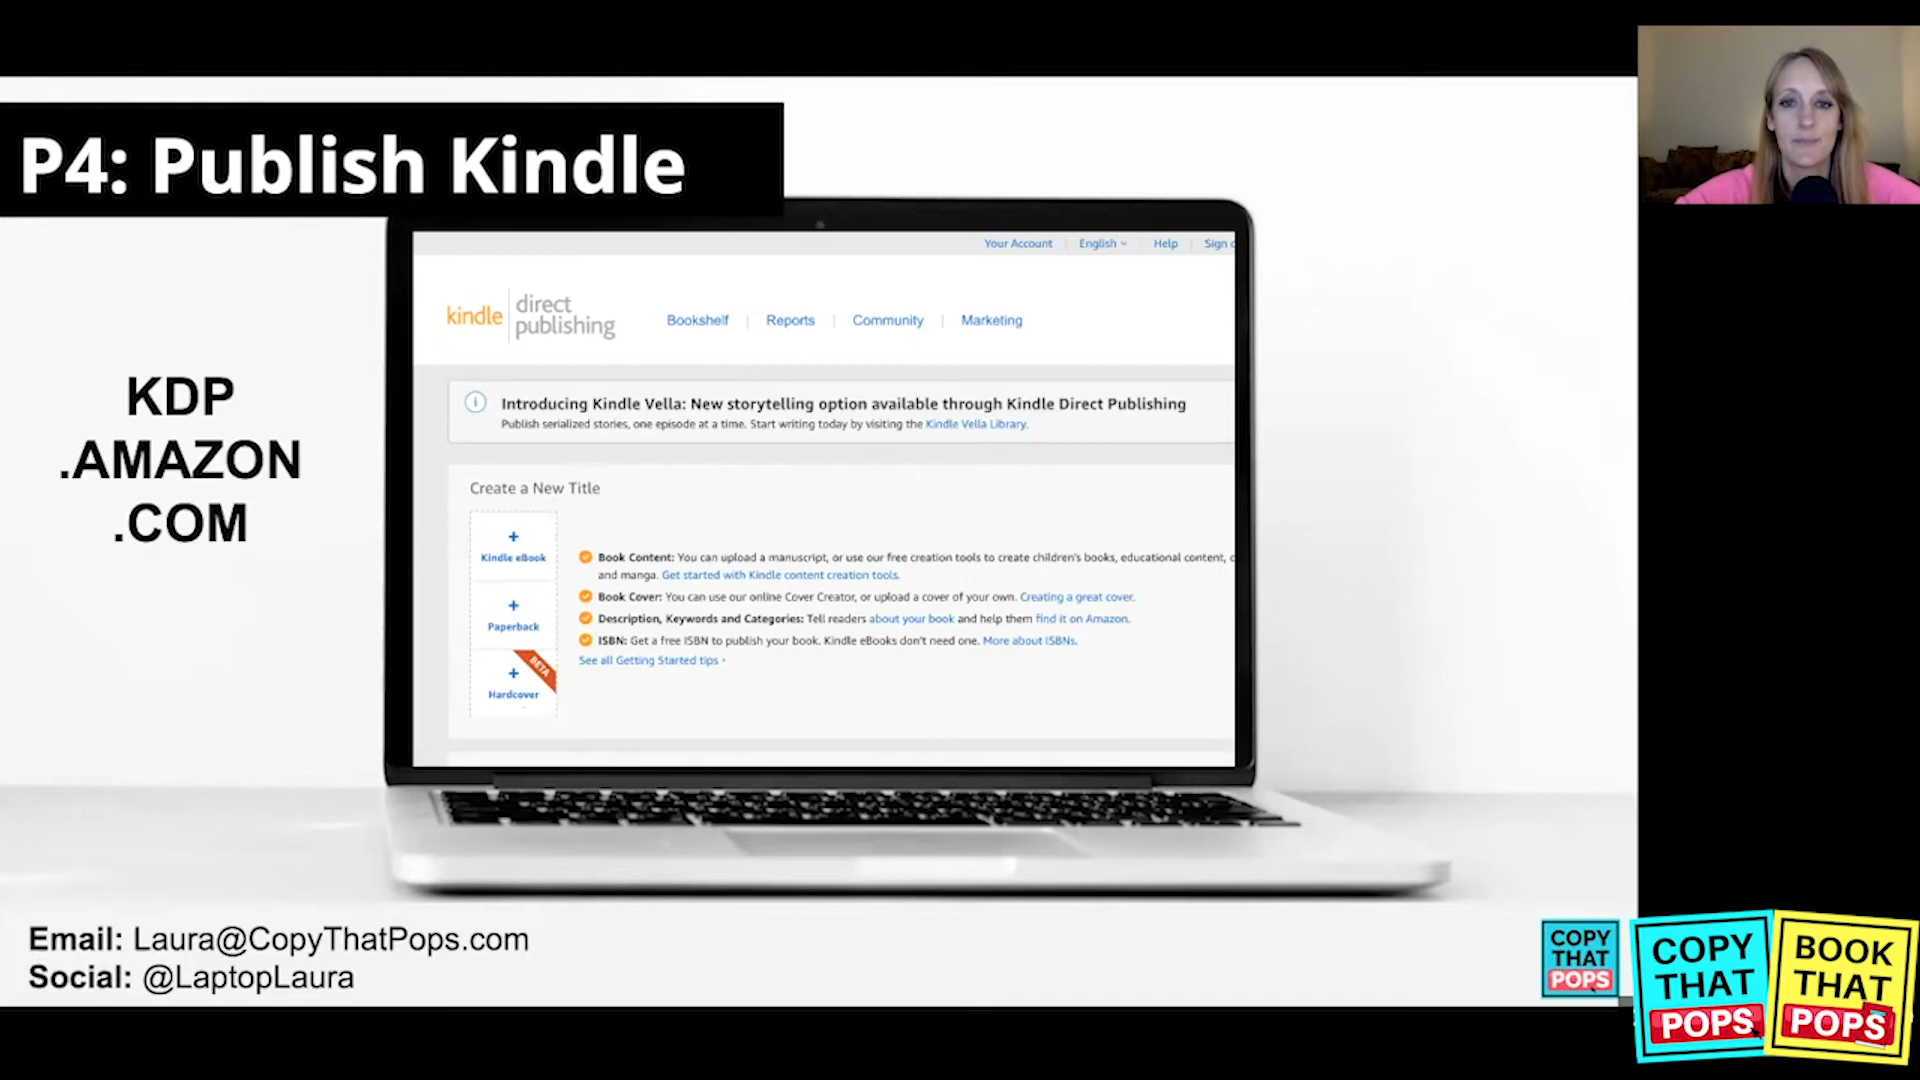 P4: Publish Kindle
Your Account
English
Help
Sign
kindle
direct
publishing
Bookshelf
Reports
Community
Marketing
KDP
.AMAZON
.COM
Introducing Kindle Vella: New storytelling option available through Kindle Direct Publishing
Publish serialized stories, one episode at a time. Start writing today by visiting the Kindle Vella Library.
Create a New Title
+
Kindle eBook
+
Paperback
BETA
+
Hardcover
Book Content: You can upload a manuscript, or use our free creation tools to create children's books, educational content,
and manga. Get started with Kindle content creation tools.
Book Cover: You can use our online Cover Creator, or upload a cover of your own. Creating a great cover.
Description, Keywords and Categories: Tell readers about your book and help them find it on Amazon.
ISBN: Get a free ISBN to publish your book. Kindle eBooks don't need one. More about ISBNs.
See all Getting Started tips ›
Email: Laura@CopyThatPops.com
Social: @LaptopLaura
COPY
THAT
POPS
COPY
THAT
POPS
BOOK
THAT
POPS